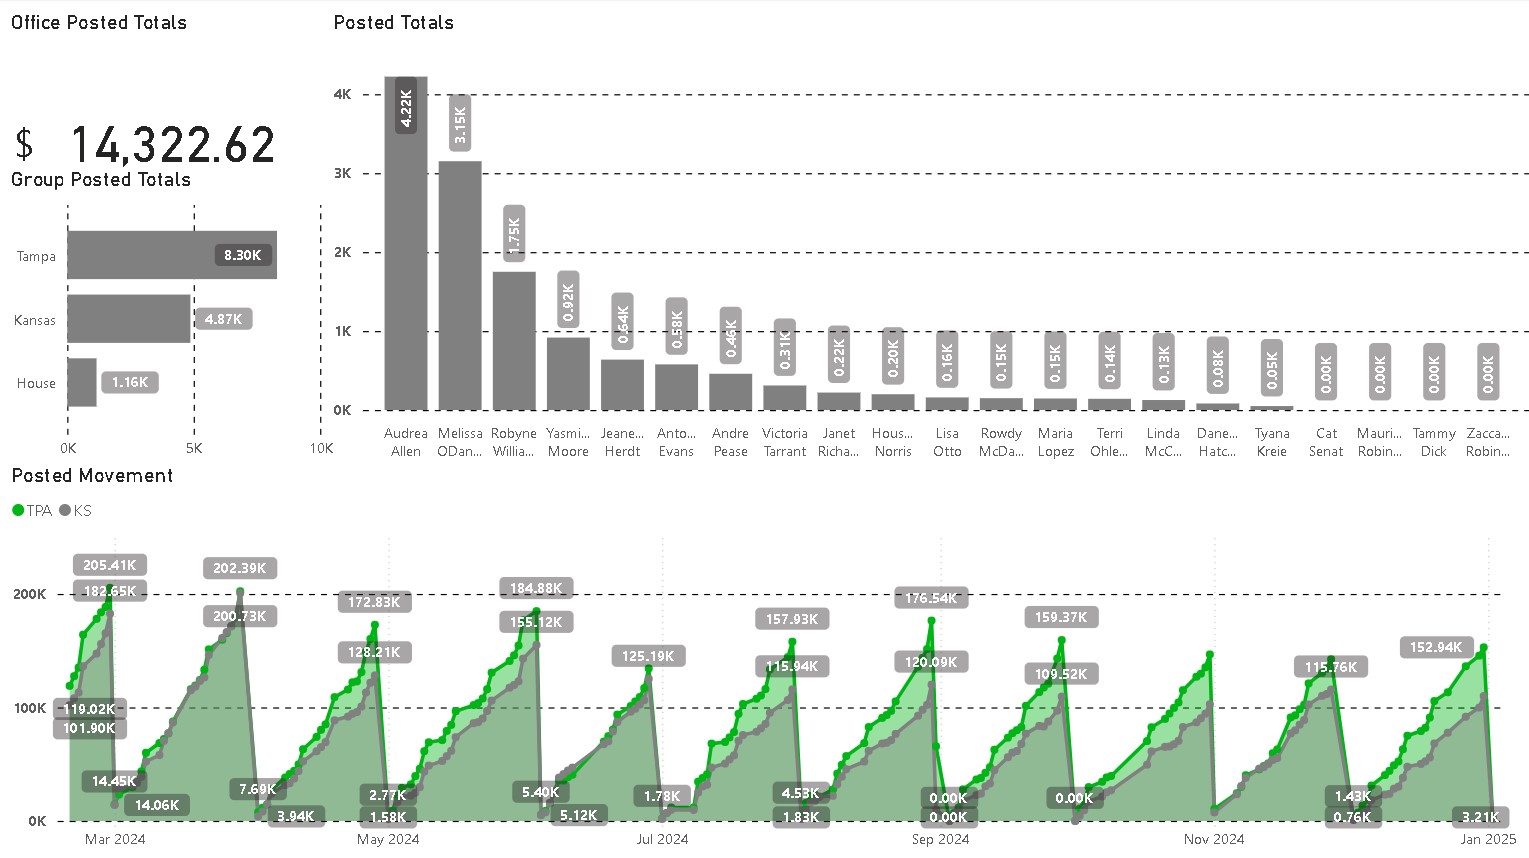 Office Posted Totals
$ 14,322.62
Group Posted Totals
Tampa 8.30K
Kansas 4.87K
House 1.16K
0K 5K 10K
Posted Totals
4K
3K
2K
1K
0K
4.22K 3.15K 1.75K 0.92K 0.64K 0.58K 0.46K 0.31K 0.22K 0.20K 0.16K 0.15K 0.15K 0.14K 0.13K 0.08K 0.05K 0.00K 0.00K 0.00K 0.00K
Audrea Melissa Robyne Yasmi... Jeane... Anto... Andre Victoria Janet Hous... Lisa Rowdy Maria Terri Linda Dane... Tyana Cat Mauri... Tammy Zacca...
Allen ODan... Willia... Moore Herdt Evans Pease Tarrant Richa... Norris Otto McDa... Lopez Ohle... McC... Hatc... Kreie Senat Robin... Dick Robin...
Posted Movement
TPA KS
205.41K 202.39K
182.65K 200.73K 172.83K 184.88K 176.54K
128.21K 155.12K 125.19K 157.93K 159.37K
115.94K 120.09K 109.52K 115.76K 152.94K
200K
100K
0K
119.02K
101.90K
14.45K 7.69K 2.77K 5.40K 1.78K 4.53K 0.00K 0.00K 1.43K
14.06K 3.94K 1.58K 5.12K 1.83K 0.00K 0.76K 3.21K
Mar 2024 May 2024 Jul 2024 Sep 2024 Nov 2024 Jan 2025